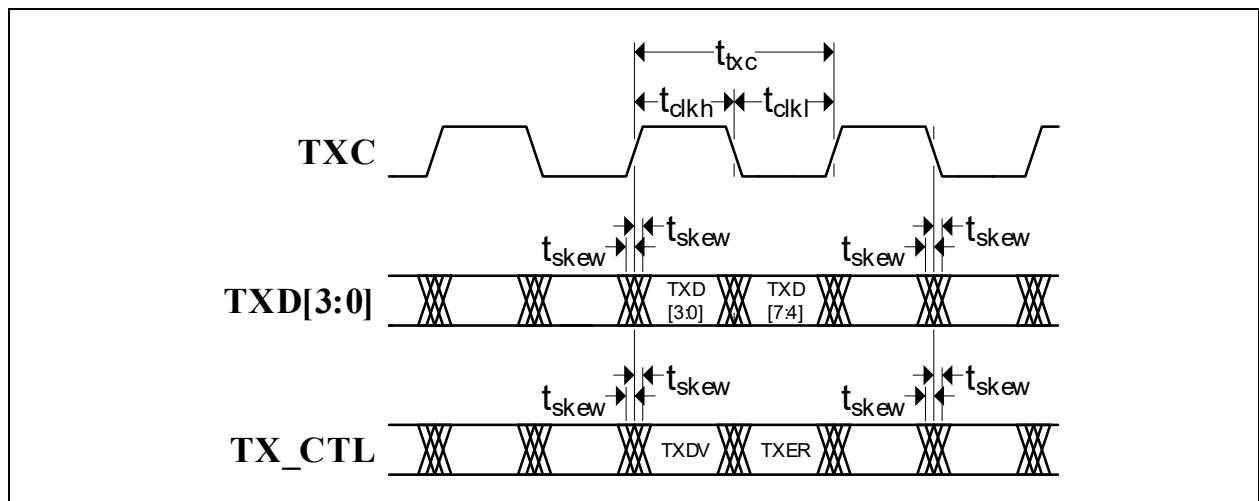 t_txc
t_clkh t_clkl
TXC
t_skew t_skew
t_skew t_skew
TXD[3:0] TXD TXD
[3:0] [7:4]
t_skew t_skew
t_skew t_skew
TX_CTL TXDV TXER